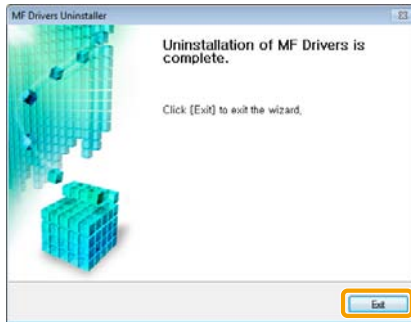 MF Drivers Uninstaller
Uninstallation of MF Drivers is
complete.
Click [Exit] to exit the wizard.
Exit